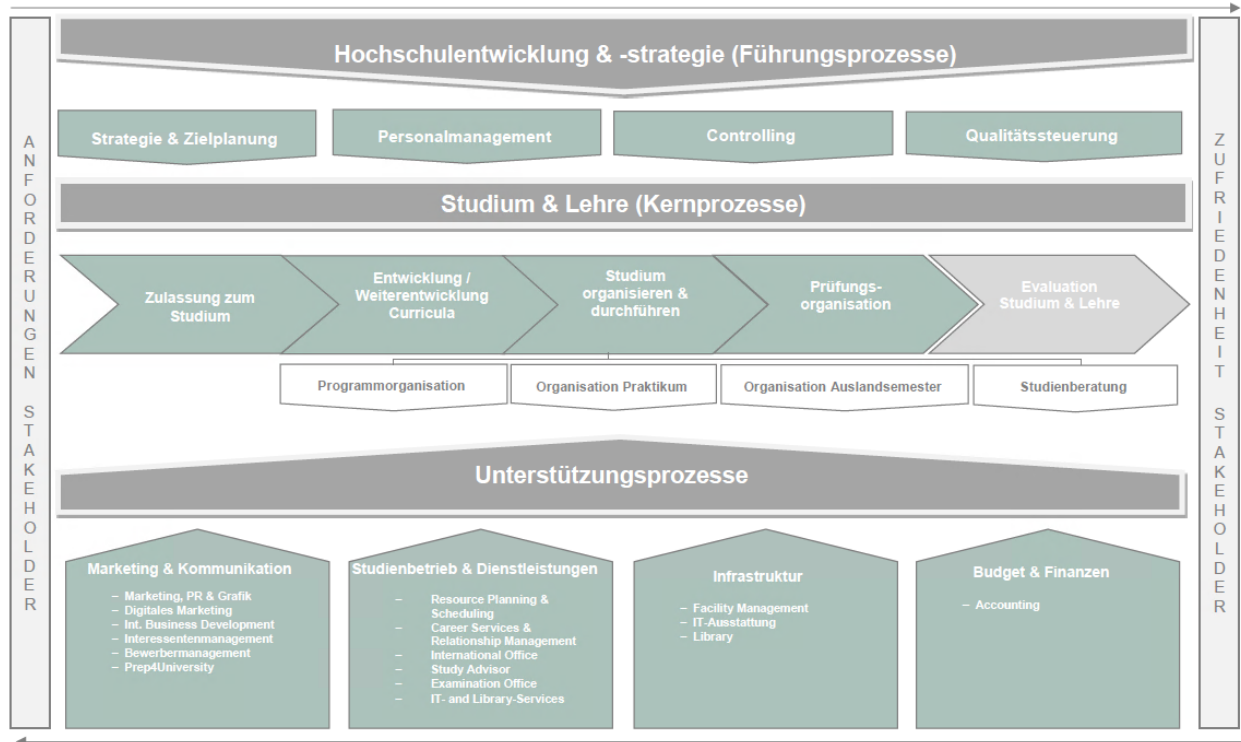 Hochschulentwicklung & -strategie (Führungsprozesse)
Strategie & Zielplanung
Personalmanagement
Controlling
Qualitätssteuerung
ANFORDERUNGEN STAKEHOLDER
ZUFRIEDENHEIT STAKEHOLDER
Studium & Lehre (Kernprozesse)
Zulassung zum
Studium
Entwicklung /
Weiterentwicklung
Curricula
Studium
organisieren &
durchführen
Prüfungs-
organisation
Evaluation
Studium & Lehre
Programmorganisation
Organisation Praktikum
Organisation Auslandsemester
Studienberatung
Unterstützungsprozesse
Marketing & Kommunikation
– Marketing, PR & Grafik
– Digitales Marketing
– Int. Business Development
– Interessentenmanagement
– Bewerbermanagement
– Prep4University
Studienbetrieb & Dienstleistungen
– Resource Planning &
Scheduling
– Career Services &
Relationship Management
– International Office
– Study Advisor
– Examination Office
– IT- and Library-Services
Infrastruktur
– Facility Management
– IT-Ausstattung
– Library
Budget & Finanzen
– Accounting